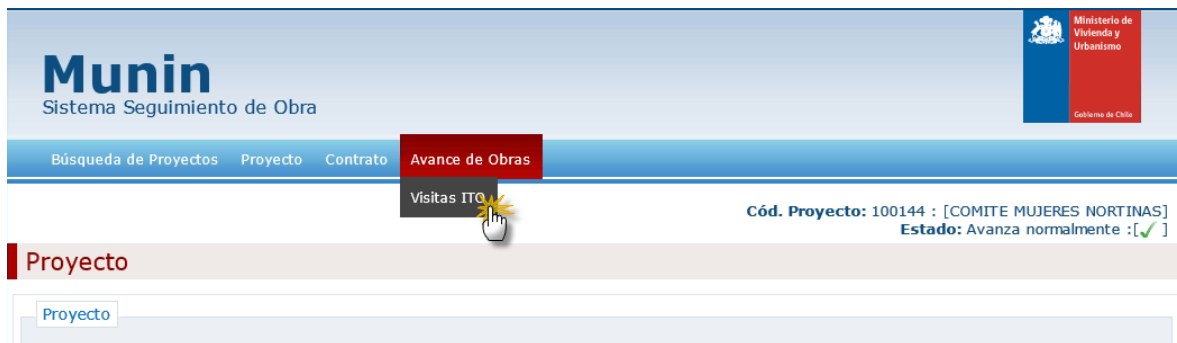 Ministerio de
Vivienda y
Urbanismo
Gobierno de Chile
Munin
Sistema Seguimiento de Obra
Búsqueda de Proyectos Proyecto Contrato Avance de Obras
Visitas ITO
Cód. Proyecto: 100144 : [COMITE MUJERES NORTINAS]
Estado: Avanza normalmente :[✓ ]
Proyecto
Proyecto